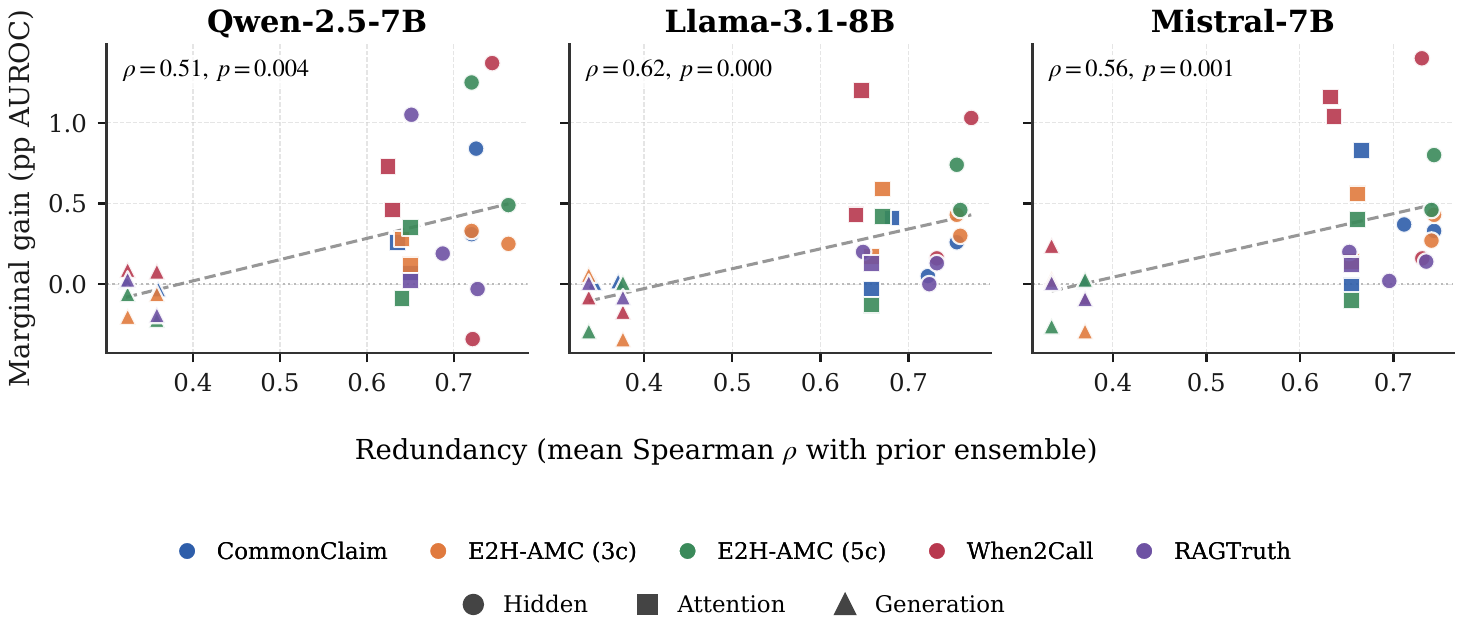 Qwen-2.5-7B Llama-3.1-8B Mistral-7B
Marginal gain (pp AUROC)
ρ = 0.51, p = 0.004
ρ = 0.62, p = 0.000
ρ = 0.56, p = 0.001
1.0
0.5
0.0
0.4 0.5 0.6 0.7
0.4 0.5 0.6 0.7
0.4 0.5 0.6 0.7
Redundancy (mean Spearman ρ with prior ensemble)
CommonClaim E2H-AMC (3c) E2H-AMC (5c) When2Call RAGTruth
Hidden Attention Generation